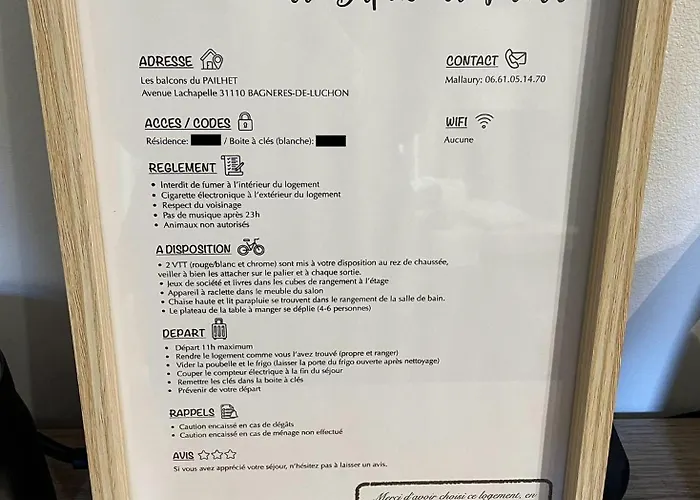 ADRESSE
Les balcons du PAILHET
Avenue Lachapelle 31110 BAGNERES-DE-LUCHON
CONTACT
Mallaury: 06.61.05.14.70
ACCES / CODES
Résidence: / Boite à clés (blanche):
WIFI
Aucune
REGLEMENT
• Interdit de fumer à l'intérieur du logement
• Cigarette électronique à l'extérieur du logement
• Respect du voisinage
• Pas de musique après 23h
• Animaux non autorisés
A DISPOSITION
• 2 VTT (rouge/blanc et chrome) sont mis à votre disposition au rez de chaussée,
veiller à bien les attacher sur le palier et à chaque sortie.
• Jeux de société et livres dans les cubes de rangement à l'étage
• Appareil à raclette dans le meuble du salon
• Chaise haute et lit parapluie se trouvent dans le rangement de la salle de bain.
• Le plateau de la table à manger se déplie (4-6 personnes)
DEPART
• Départ 11h maximum
• Rendre le logement comme vous l'avez trouvé (propre et ranger)
• Vider la poubelle et le frigo (laisser la porte du frigo ouverte après nettoyage)
• Couper le compteur électrique à la fin du séjour
• Remettre les clés dans la boite à clés
• Prévenir de votre départ
RAPPELS
• Caution encaissé en cas de dégâts
• Caution encaissé en cas de ménage non effectué
AVIS
Si vous avez apprécié votre séjour, n'hésitez pas à laisser un avis.
Merci d'avoir choisi ce logement, en